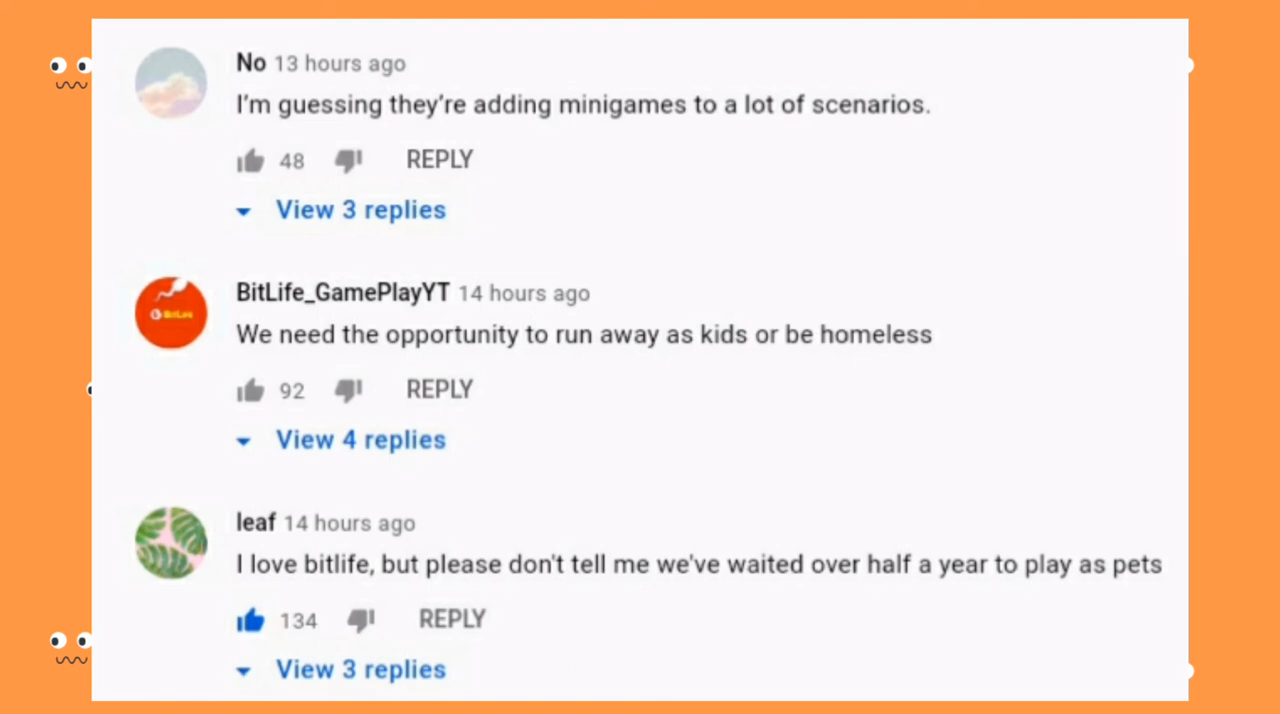 No 13 hours ago
I'm guessing they're adding minigames to a lot of scenarios.
48 REPLY
View 3 replies
BitLife_GamePlayYT 14 hours ago
BitLife
We need the opportunity to run away as kids or be homeless
92 REPLY
View 4 replies
leaf 14 hours ago
I love bitlife, but please don't tell me we've waited over half a year to play as pets
134 REPLY
View 3 replies